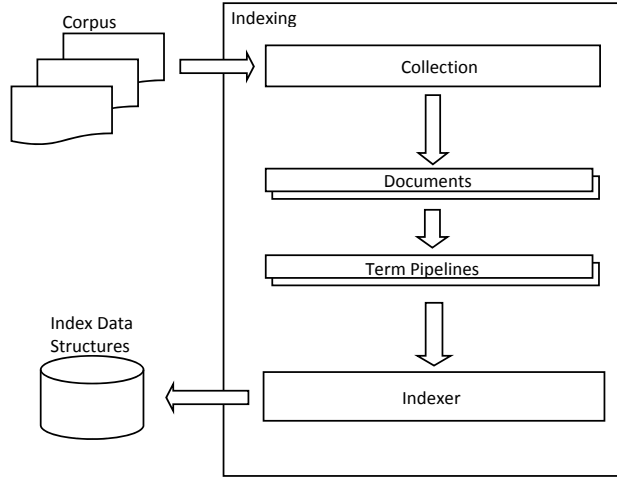 Corpus
Indexing
Collection
Documents
Term Pipelines
Index Data
Structures
Indexer